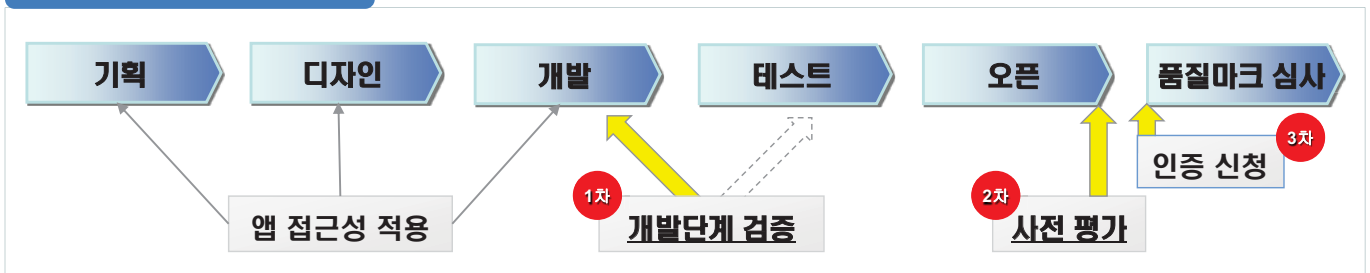 기획
디자인
개발
테스트
오픈
품질마크 심사
3차
인증 신청
1차
2차
앱 접근성 적용
개발단계 검증
사전 평가